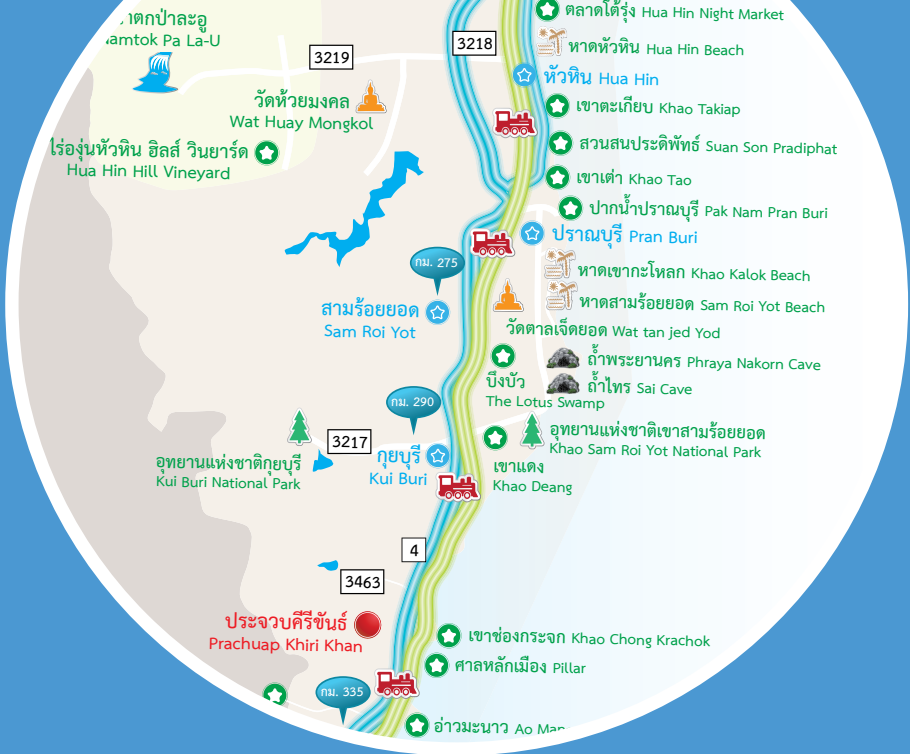 ตลาดโต้รุ่ง Hua Hin Night Market
น้ำตกป่าละอู
Namtok Pa La-U
3219
3218
หาดหัวหิน Hua Hin Beach
หัวหิน Hua Hin
วัดห้วยมงคล
Wat Huay Mongkol
เขาตะเกียบ Khao Takiap
ไร่องุ่นหัวหิน ฮิลส์ วินยาร์ด
Hua Hin Hill Vineyard
สวนสนประดิพัทธ์ Suan Son Pradiphat
เขาเต่า Khao Tao
ปากน้ำปราณบุรี Pak Nam Pran Buri
ปราณบุรี Pran Buri
กม. 275
หาดเขากะโหลก Khao Kalok Beach
หาดสามร้อยยอด Sam Roi Yot Beach
สามร้อยยอด
Sam Roi Yot
วัดตาลเจ็ดยอด Wat tan jed Yod
ถ้ำพระยานคร Phraya Nakorn Cave
ถ้ำไทร Sai Cave
บึงบัว
The Lotus Swamp
กม. 290
อุทยานแห่งชาติเขาสามร้อยยอด
Khao Sam Roi Yot National Park
3217
กุยบุรี
Kui Buri
อุทยานแห่งชาติกุยบุรี
Kui Buri National Park
เขาแดง
Khao Deang
4
3463
ประจวบคีรีขันธ์
Prachuap Khiri Khan
เขาช่องกระจก Khao Chong Krachok
ศาลหลักเมือง Pillar
กม. 335
อ่าวมะนาว Ao